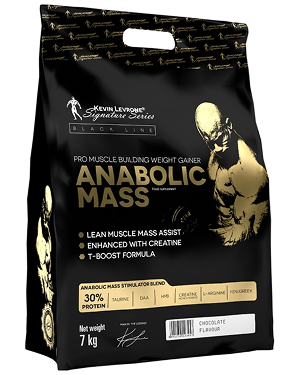 KEVIN LEVRONE
Signature Series
BLACK LINE
PRO MUSCLE BUILDING WEIGHT GAINER
ANABOLIC
MASS
FOOD SUPPLEMENT
• LEAN MUSCLE MASS ASSIST
• ENHANCED WITH CREATINE
• T-BOOST FORMULA
ANABOLIC MASS STIMULATOR BLEND
30% PROTEIN TAURINE DAA HMB CREATINE L-ARGININE FENUGREEK
Net weight
7 kg
CHOCOLATE
FLAVOUR